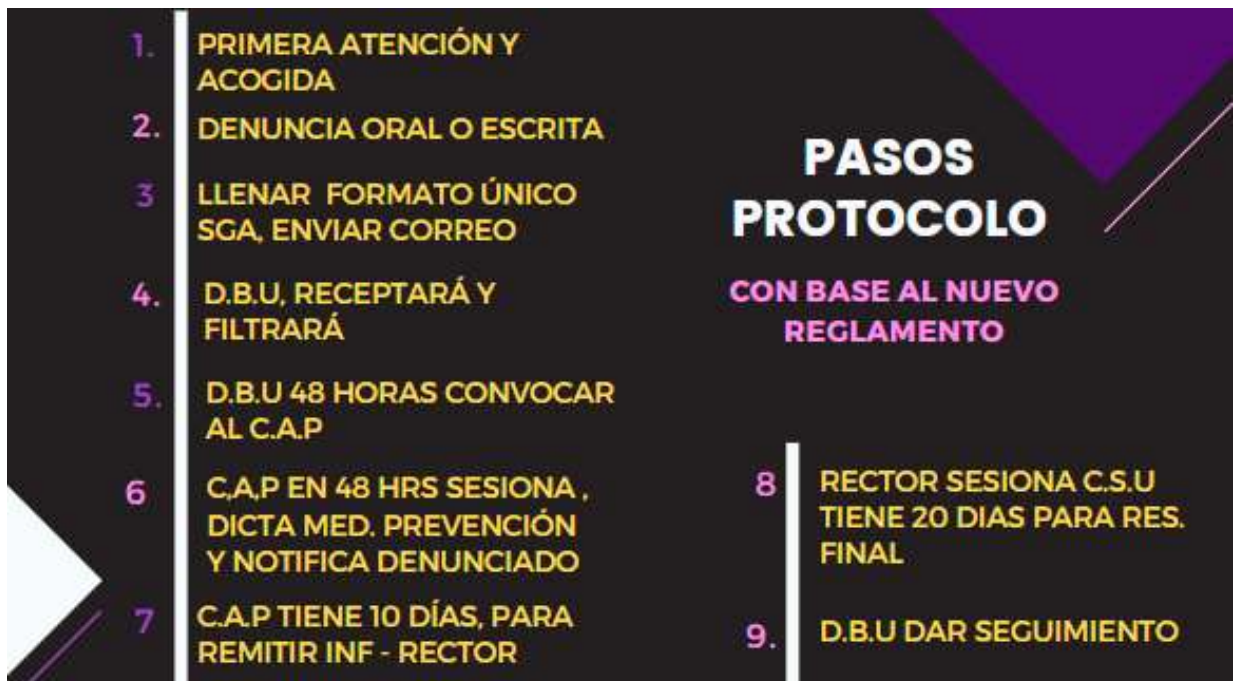 1. PRIMERA ATENCIÓN Y
ACOGIDA
2. DENUNCIA ORAL O ESCRITA
3 LLENAR FORMATO ÚNICO
SGA, ENVIAR CORREO
4. D.B.U, RECEPTARÁ Y
FILTRARÁ
5. D.B.U 48 HORAS CONVOCAR
AL C.A.P
6 C,A,P EN 48 HRS SESIONA ,
DICTA MED. PREVENCIÓN
Y NOTIFICA DENUNCIADO
7 C.A.P TIENE 10 DÍAS, PARA
REMITIR INF - RECTOR
PASOS
PROTOCOLO
CON BASE AL NUEVO
REGLAMENTO
8 RECTOR SESIONA C.S.U
TIENE 20 DIAS PARA RES.
FINAL
9. D.B.U DAR SEGUIMIENTO